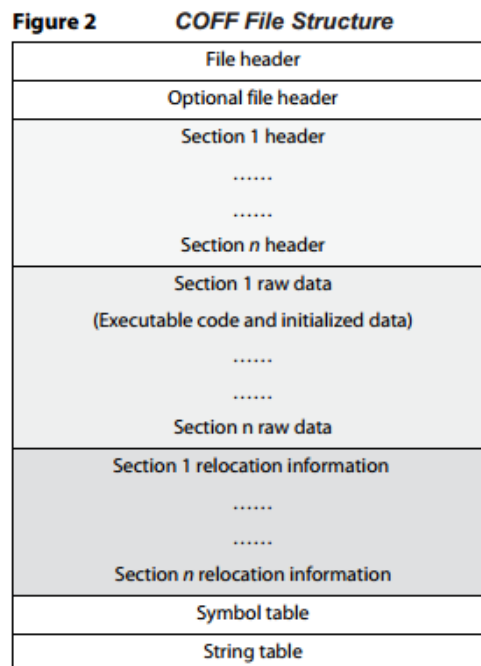 Figure 2 COFF File Structure
File header
Optional file header
Section 1 header
......
......
Section n header
Section 1 raw data
(Executable code and initialized data)
......
......
Section n raw data
Section 1 relocation information
......
......
Section n relocation information
Symbol table
String table